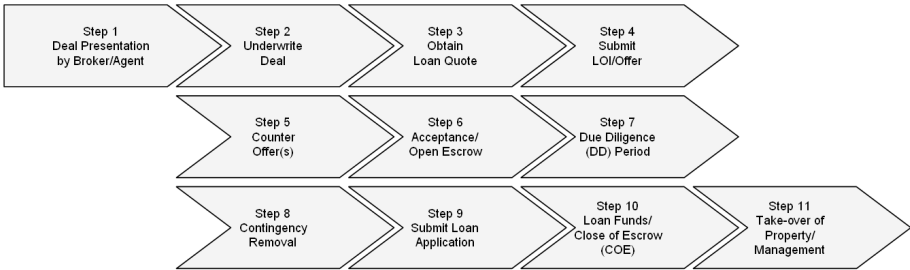 Step 1
Deal Presentation
by Broker/Agent
Step 2
Underwrite
Deal
Step 3
Obtain
Loan Quote
Step 4
Submit
LOI/Offer
Step 5
Counter
Offer(s)
Step 6
Acceptance/
Open Escrow
Step 7
Due Diligence
(DD) Period
Step 8
Contingency
Removal
Step 9
Submit Loan
Application
Step 10
Loan Funds/
Close of Escrow
(COE)
Step 11
Take-over of
Property/
Management